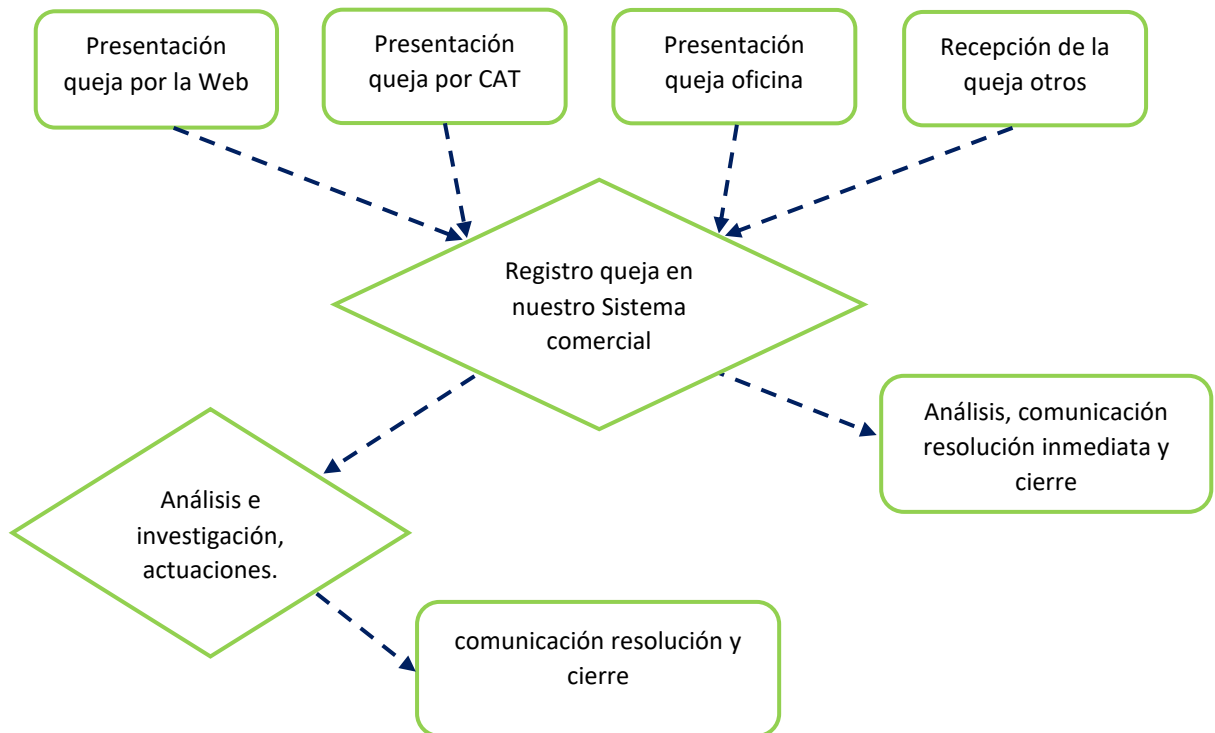 Presentación
queja por la Web
Presentación
queja por CAT
Presentación
queja oficina
Recepción de la
queja otros
Registro queja en
nuestro Sistema
comercial
Análisis, comunicación
resolución inmediata y
cierre
Análisis e
investigación,
actuaciones.
comunicación resolución y
cierre